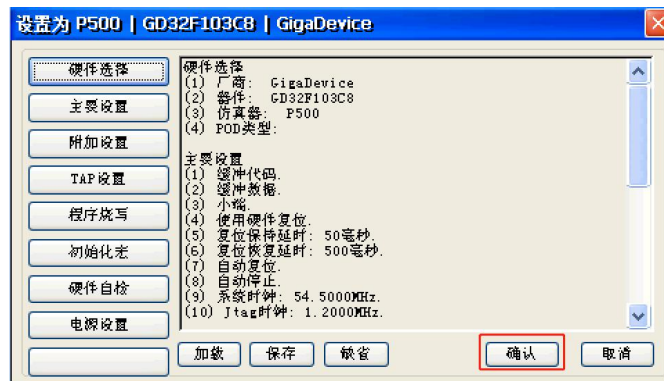 设置为 P500 | GD32F103C8 | GigaDevice
硬件选择
主要设置
附加设置
TAP设置
程序烧写
初始化宏
硬件自检
电源设置
硬件选择
(1) 厂商: GigaDevice
(2) 器件: GD32F103C8
(3) 仿真器: P500
(4) POD类型:
主要设置
(1) 缓冲代码.
(2) 缓冲数据.
(3) 小端.
(4) 使用硬件复位.
(5) 复位保持延时: 50毫秒.
(6) 复位恢复延时: 500毫秒.
(7) 自动复位.
(8) 自动停止.
(9) 系统时钟: 54.5000MHz.
(10) Jtag时钟: 1.2000MHz.
加载 保存 缺省 确认 取消